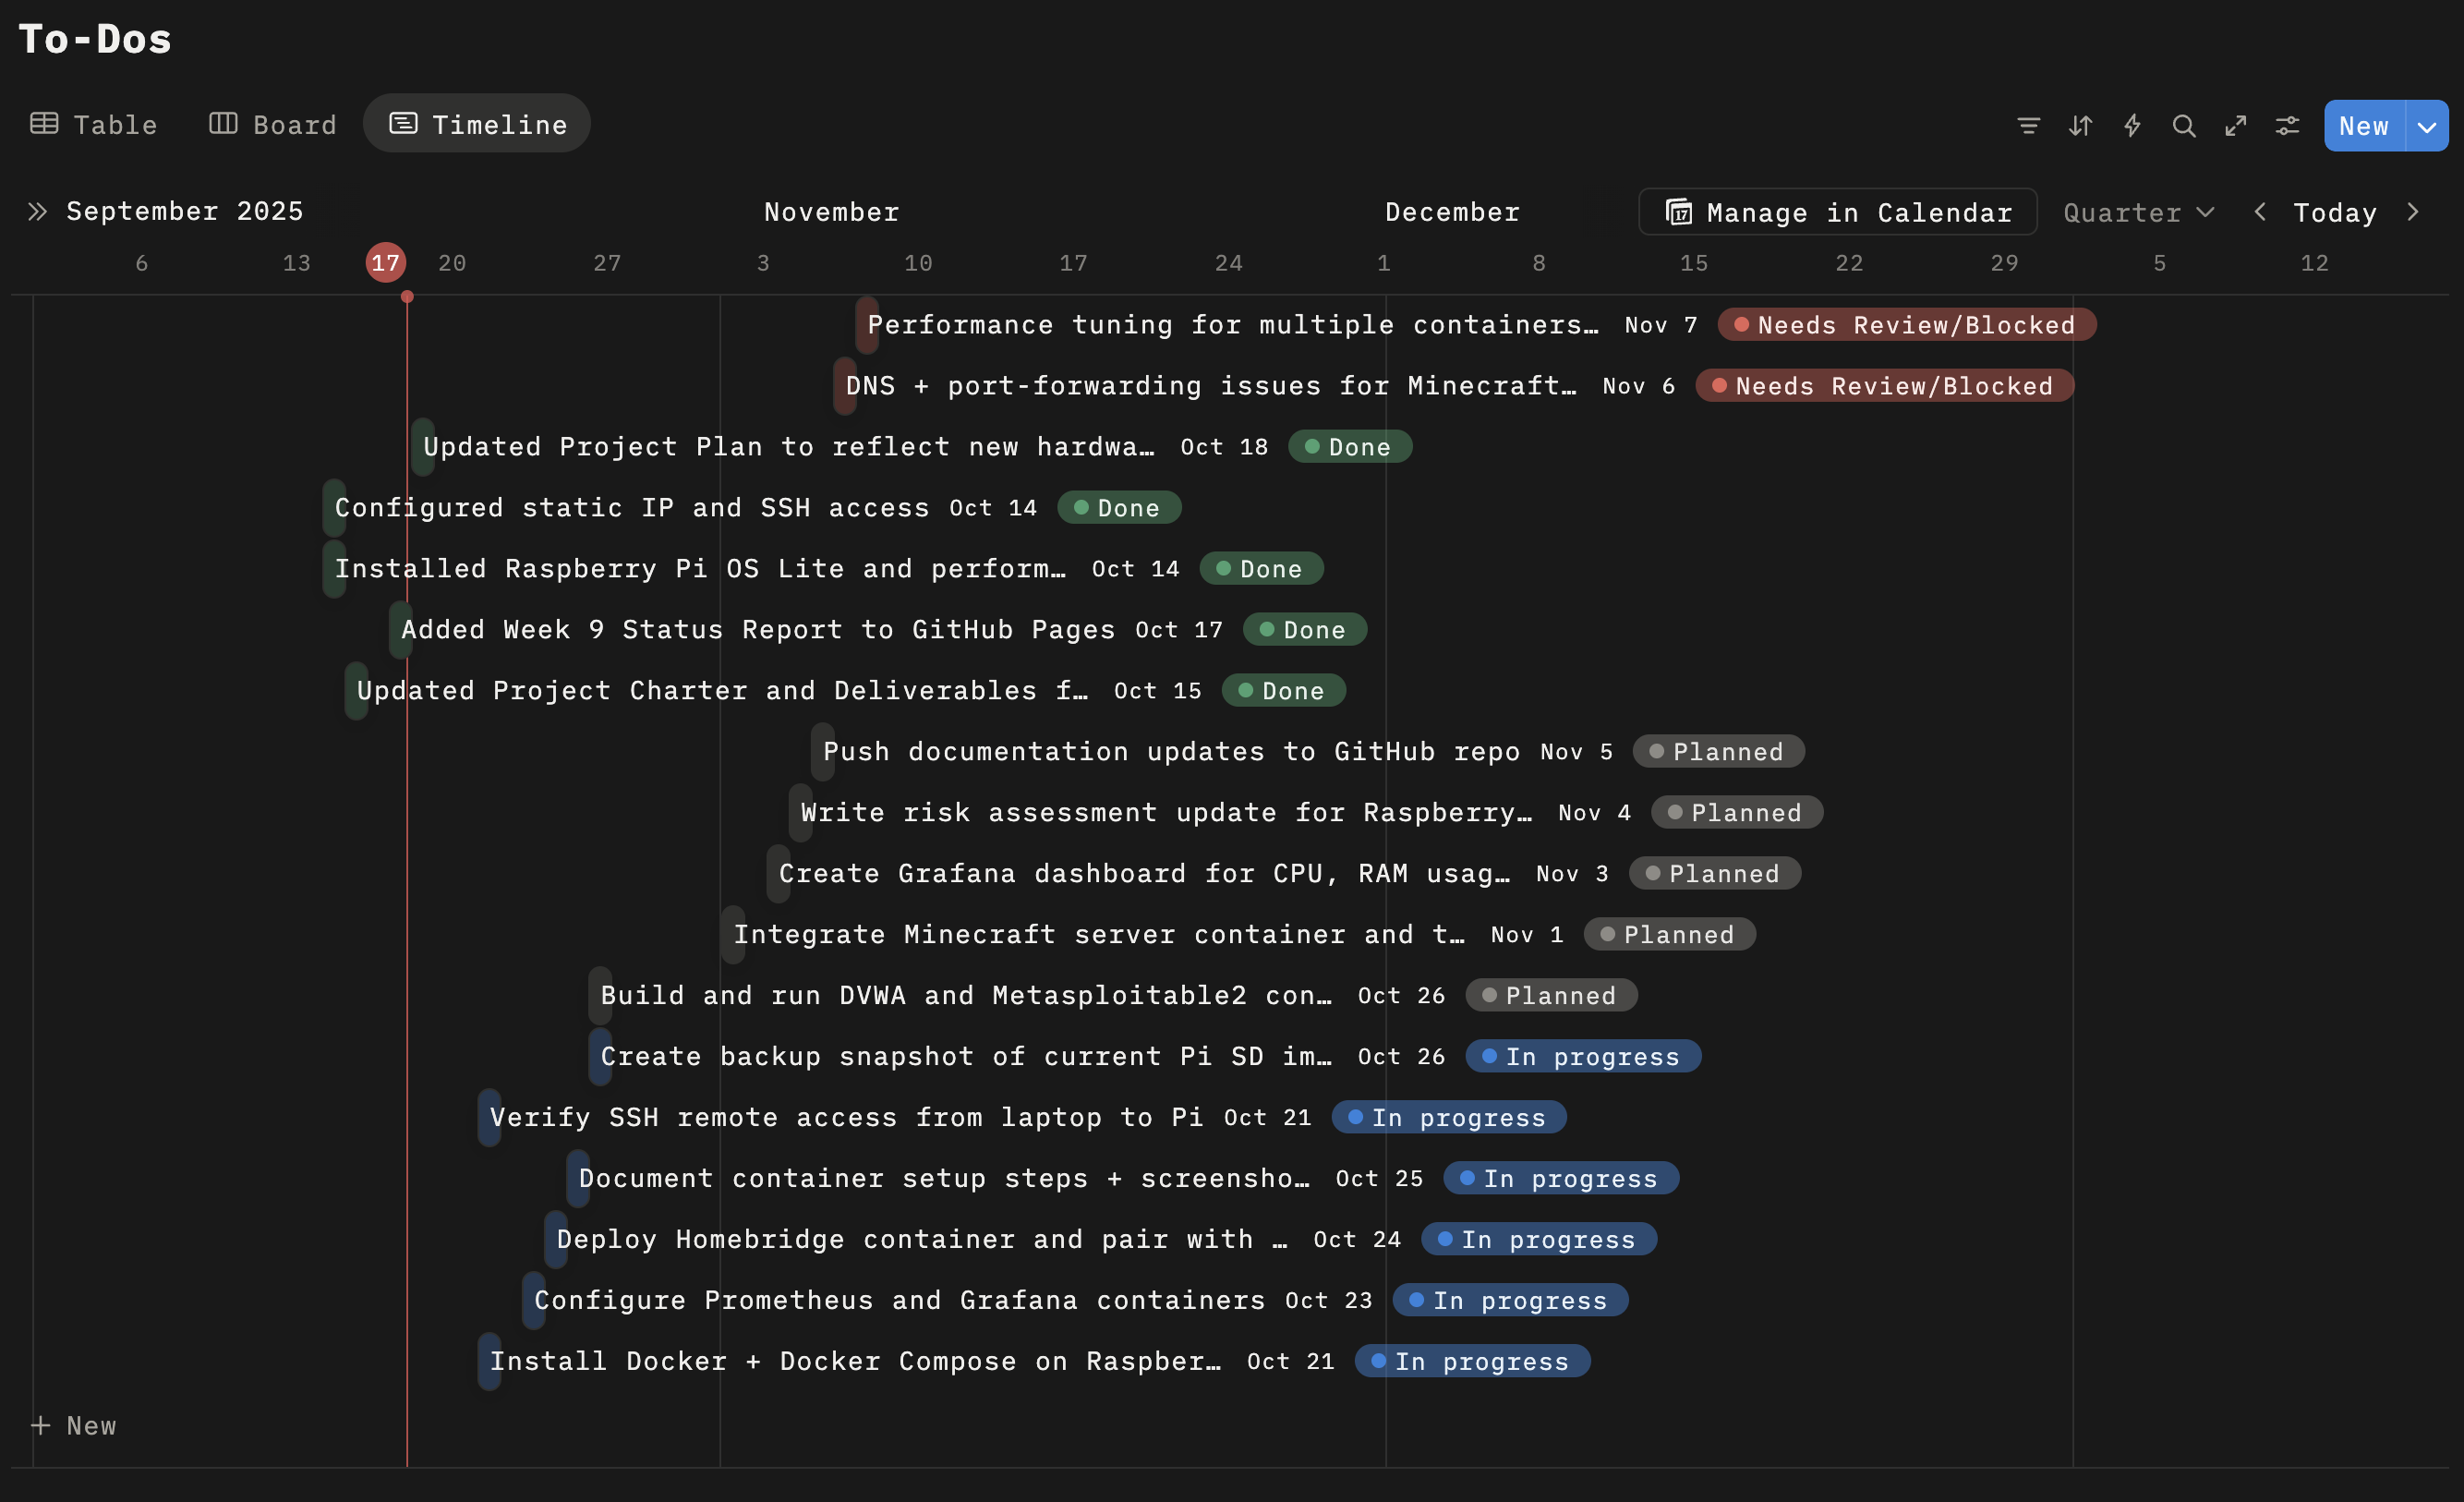 To-Dos
Table Board Timeline New
September 2025 November December Manage in Calendar Quarter Today
6 13 17 20 27 3 10 17 24 1 8 15 22 29 5 12
Performance tuning for multiple containers… Nov 7 Needs Review/Blocked
DNS + port-forwarding issues for Minecraft… Nov 6 Needs Review/Blocked
Updated Project Plan to reflect new hardwa… Oct 18 Done
Configured static IP and SSH access Oct 14 Done
Installed Raspberry Pi OS Lite and perform… Oct 14 Done
Added Week 9 Status Report to GitHub Pages Oct 17 Done
Updated Project Charter and Deliverables f… Oct 15 Done
Push documentation updates to GitHub repo Nov 5 Planned
Write risk assessment update for Raspberry… Nov 4 Planned
Create Grafana dashboard for CPU, RAM usag… Nov 3 Planned
Integrate Minecraft server container and t… Nov 1 Planned
Build and run DVWA and Metasploitable2 con… Oct 26 Planned
Create backup snapshot of current Pi SD im… Oct 26 In progress
Verify SSH remote access from laptop to Pi Oct 21 In progress
Document container setup steps + screensho… Oct 25 In progress
Deploy Homebridge container and pair with … Oct 24 In progress
Configure Prometheus and Grafana containers Oct 23 In progress
Install Docker + Docker Compose on Raspber… Oct 21 In progress
+ New